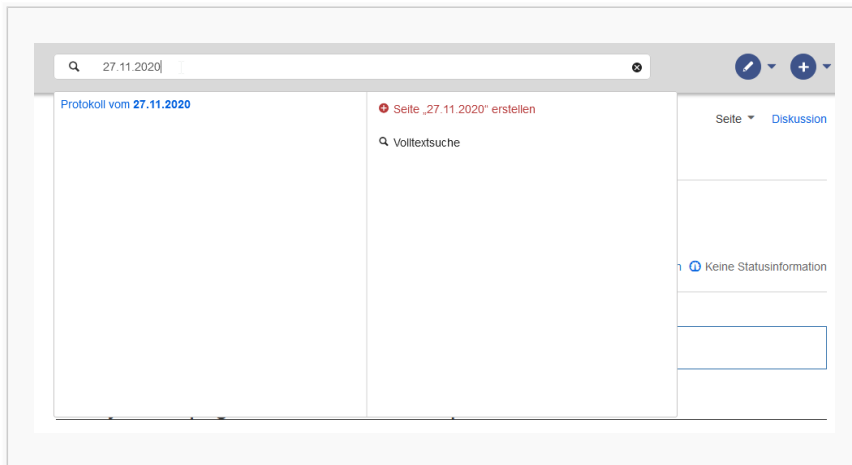 27.11.2020
Protokoll vom 27.11.2020
Seite „27.11.2020“ erstellen
Volltextsuche
Seite
Diskussion
Keine Statusinformation